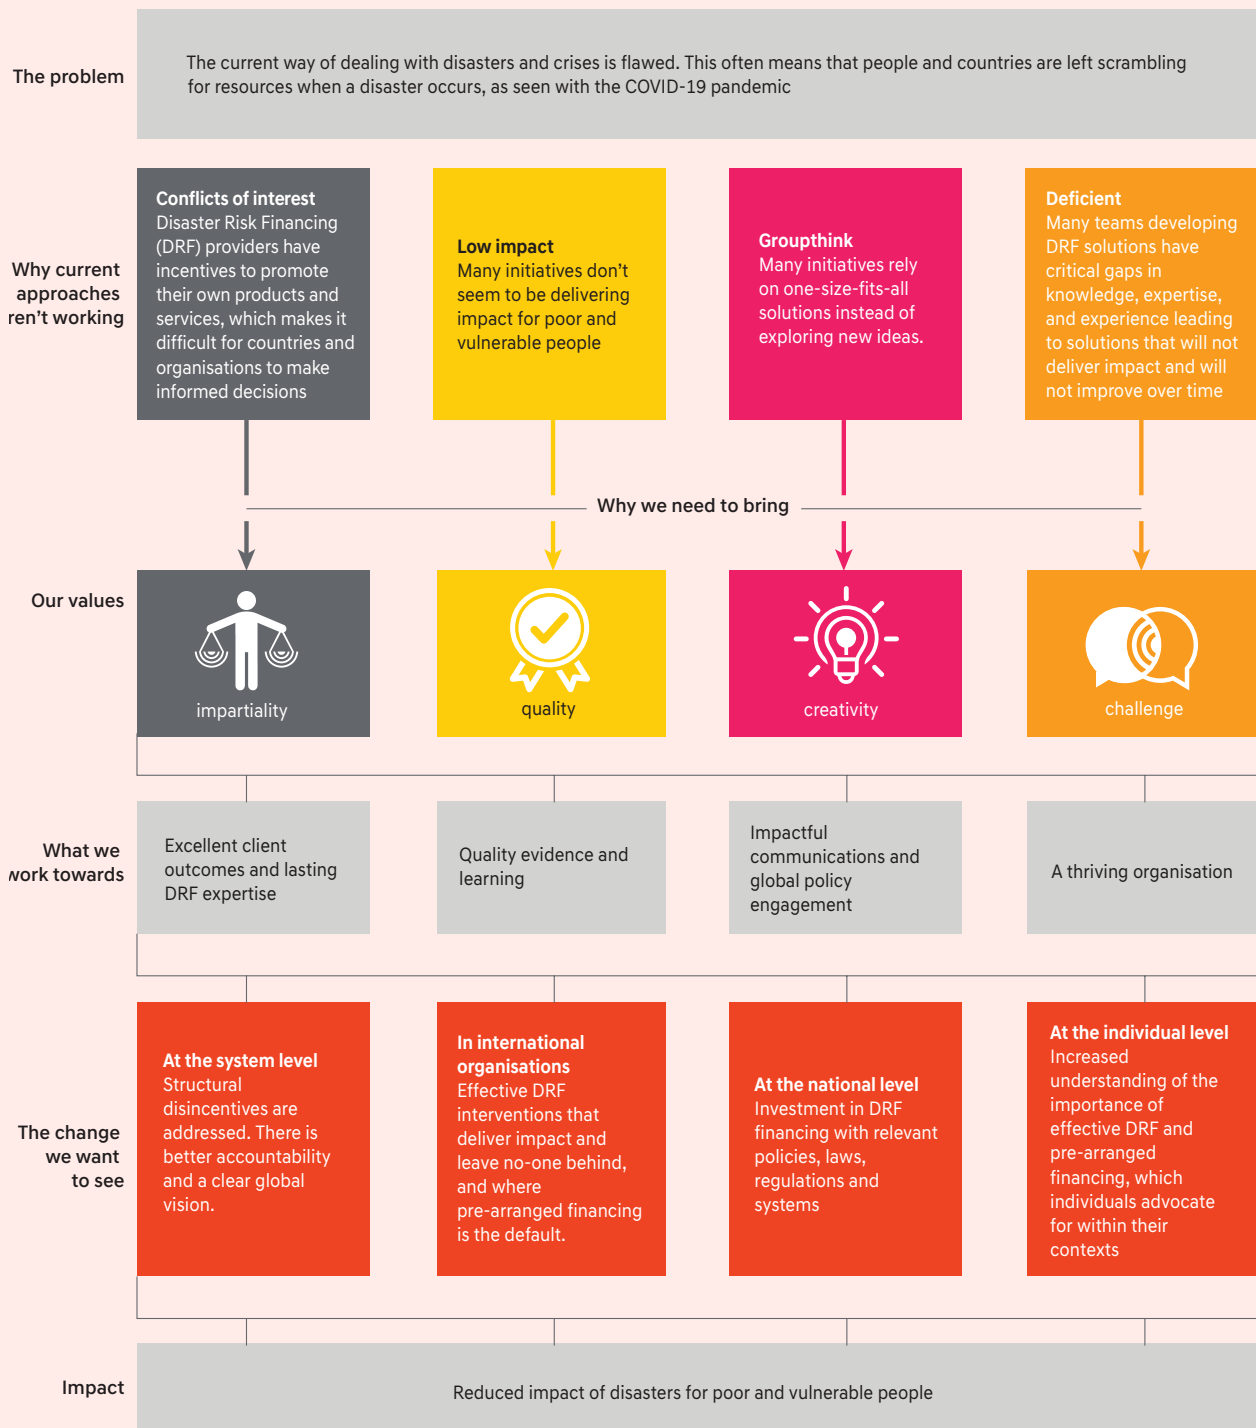 The problem
The current way of dealing with disasters and crises is flawed. This often means that people and countries are left scrambling
for resources when a disaster occurs, as seen with the COVID-19 pandemic
Why current
approaches
ren't working
Conflicts of interest
Disaster Risk Financing
(DRF) providers have
incentives to promote
their own products and
services, which makes it
difficult for countries and
organisations to make
informed decisions
Low impact
Many initiatives don't
seem to be delivering
impact for poor and
vulnerable people
Groupthink
Many initiatives rely
on one-size-fits-all
solutions instead of
exploring new ideas.
Deficient
Many teams developing
DRF solutions have
critical gaps in
knowledge, expertise,
and experience leading
to solutions that will not
deliver impact and will
not improve over time
Why we need to bring
Our values
impartiality
quality
creativity
challenge
What we
work towards
Excellent client
outcomes and lasting
DRF expertise
Quality evidence and
learning
Impactful
communications and
global policy
engagement
A thriving organisation
The change
we want
to see
At the system level
Structural
disincentives are
addressed. There is
better accountability
and a clear global
vision.
In international
organisations
Effective DRF
interventions that
deliver impact and
leave no-one behind,
and where
pre-arranged financing
is the default.
At the national level
Investment in DRF
financing with relevant
policies, laws,
regulations and
systems
At the individual level
Increased
understanding of the
importance of
effective DRF and
pre-arranged
financing, which
individuals advocate
for within their
contexts
Impact
Reduced impact of disasters for poor and vulnerable people